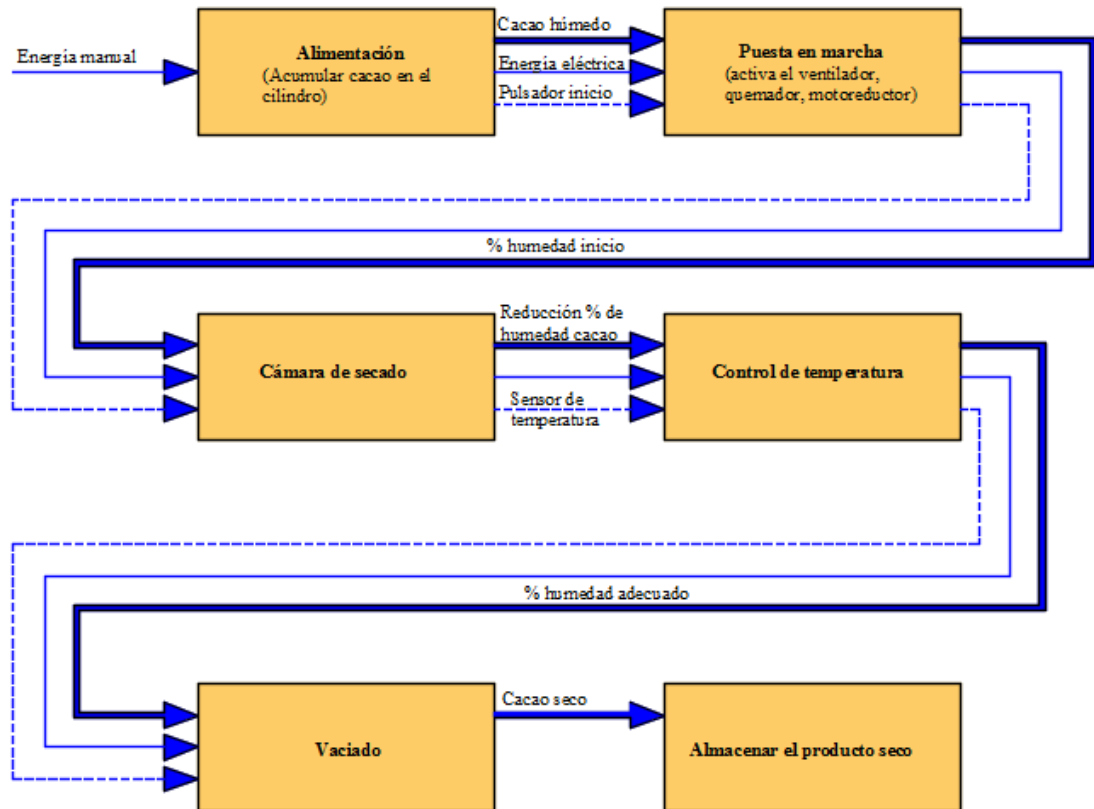 Energía manual
Alimentación
(Acumular cacao en el
cilindro)
Cacao húmedo
Energía eléctrica
Pulsador inicio
Puesta en marcha
(activa el ventilador,
quemador, motoreductor)
% humedad inicio
Cámara de secado
Reducción % de
humedad cacao
Sensor de
temperatura
Control de temperatura
% humedad adecuado
Vaciado
Cacao seco
Almacenar el producto seco